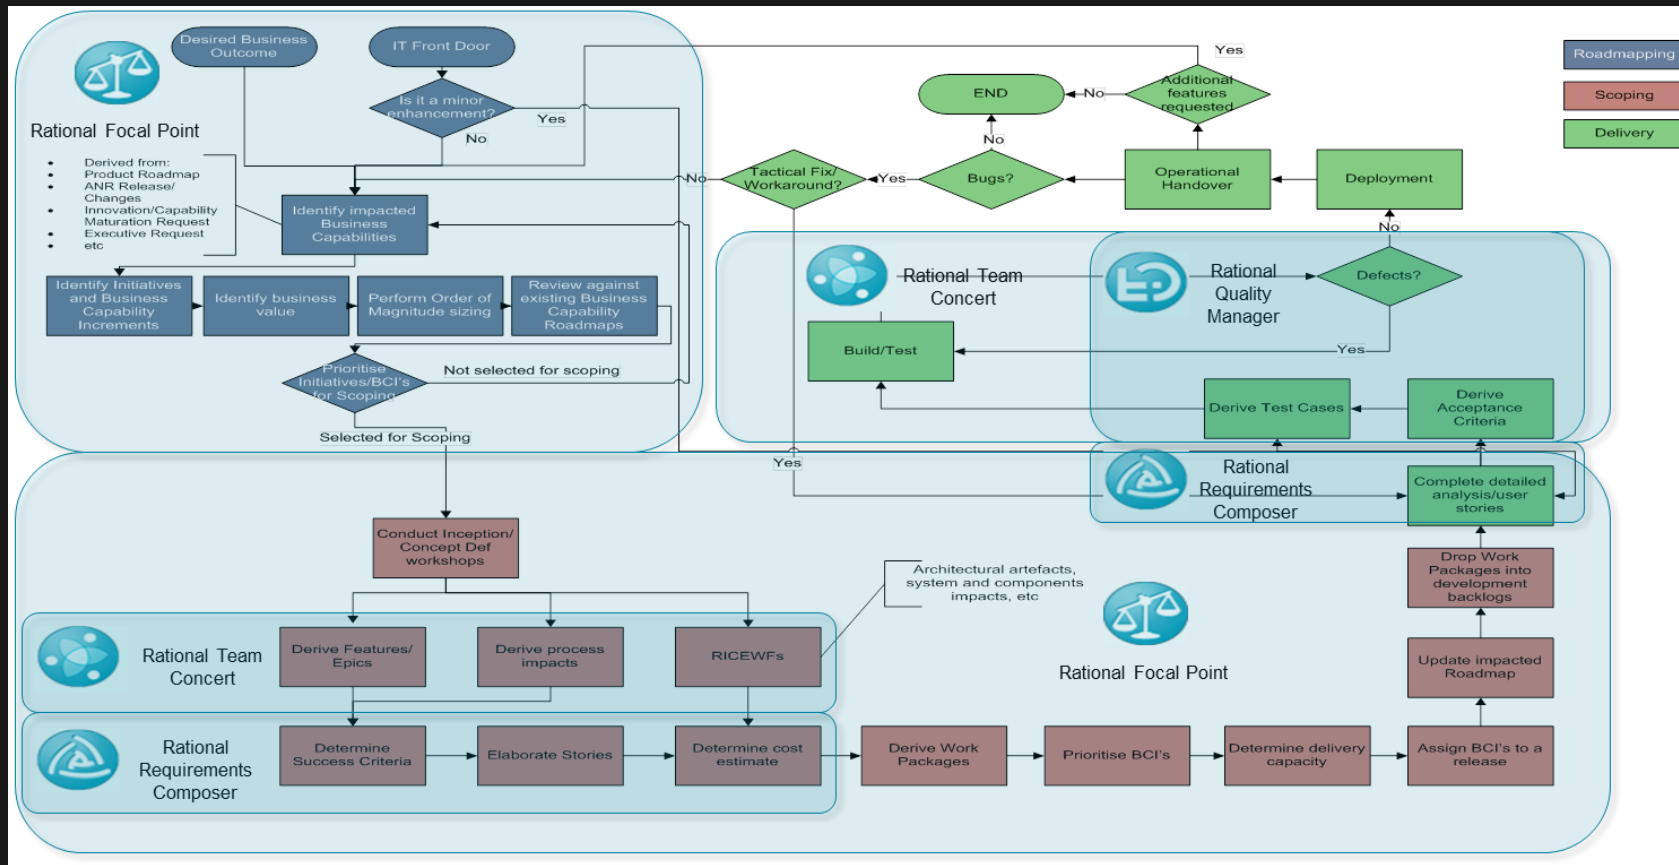 Desired Business
Outcome
IT Front Door
Is it a minor
enhancement?
Yes
No
Rational Focal Point
• Derived from:
• Product Roadmap
• ANR Release/
Changes
• Innovation/Capability
Maturation Request
• Executive Request
• etc
Identify impacted
Business
Capabilities
Identify Initiatives
and Business
Capability
Increments
Identify business
value
Perform Order of
Magnitude sizing
Review against
existing Business
Capability
Roadmaps
Prioritise
Initiatives/BCI's
for Scoping
Not selected for scoping
Selected for Scoping
Yes
Additional
features
requested
No
END
No
Tactical Fix/
Workaround?
No
Yes
Bugs?
Operational
Handover
Deployment
No
Roadmapping
Scoping
Delivery
Rational Team
Concert
Rational
Quality
Manager
Defects?
Build/Test
Yes
Derive Test Cases
Derive
Acceptance
Criteria
Yes
Rational
Requirements
Composer
Complete detailed
analysis/user
stories
Conduct Inception/
Concept Def
workshops
Architectural artefacts,
system and components
impacts, etc
Drop Work
Packages into
development
backlogs
Rational Team
Concert
Derive Features/
Epics
Derive process
impacts
RICEWFs
Rational Focal Point
Update impacted
Roadmap
Rational
Requirements
Composer
Determine
Success Criteria
Elaborate Stories
Determine cost
estimate
Derive Work
Packages
Prioritise BCI's
Determine delivery
capacity
Assign BCI's to a
release